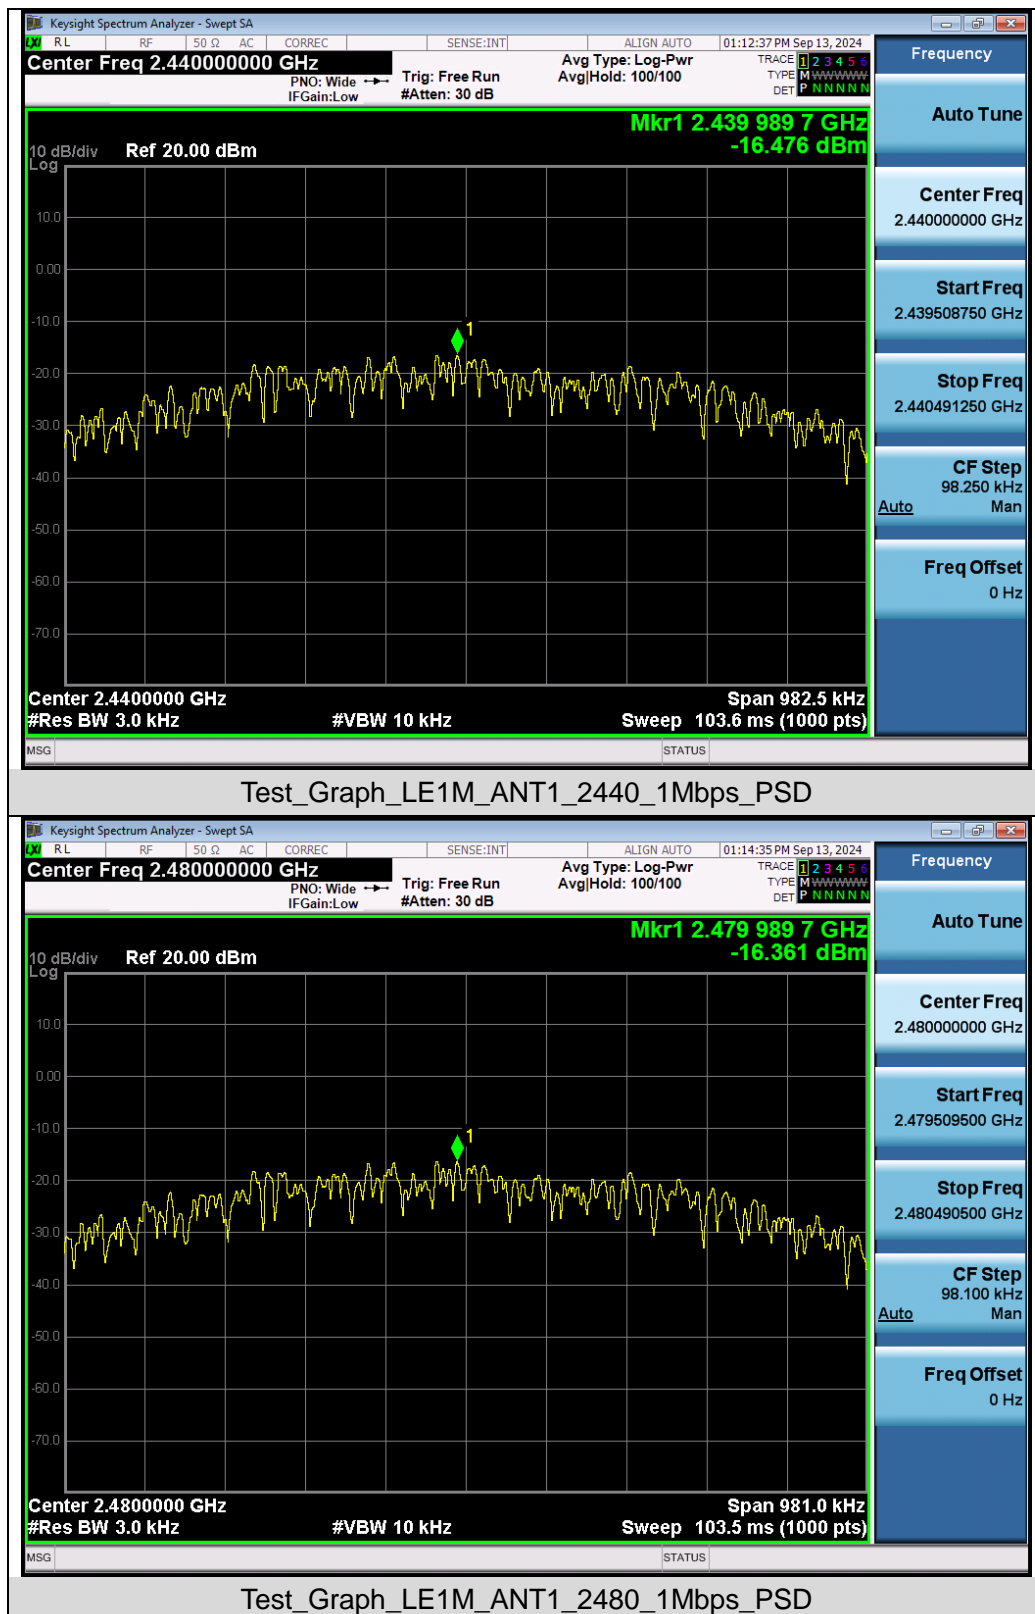 Keysight Spectrum Analyzer - Swept SA
LXI RL RF 50 Ω AC CORREC SENSE:INT ALIGN AUTO 01:12:37 PM Sep 13, 2024
Center Freq 2.440000000 GHz
PNO: Wide
IFGain:Low
Trig: Free Run
#Atten: 30 dB
Avg Type: Log-Pwr
Avg|Hold: 100/100
TRACE 1 2 3 4 5 6
TYPE M WWWWW
DET P N N N N N
Frequency
Auto Tune
Center Freq
2.440000000 GHz
Start Freq
2.439508750 GHz
Stop Freq
2.440491250 GHz
CF Step
98.250 kHz
Auto Man
Freq Offset
0 Hz
Mkr1 2.439 989 7 GHz
-16.476 dBm
10 dB/div Ref 20.00 dBm
Log
10.0
0.00
-10.0
-20.0
-30.0
-40.0
-50.0
-60.0
-70.0
1
Center 2.4400000 GHz Span 982.5 kHz
#Res BW 3.0 kHz #VBW 10 kHz Sweep 103.6 ms (1000 pts)
MSG STATUS
Test_Graph_LE1M_ANT1_2440_1Mbps_PSD
Keysight Spectrum Analyzer - Swept SA
LXI RL RF 50 Ω AC CORREC SENSE:INT ALIGN AUTO 01:14:35 PM Sep 13, 2024
Center Freq 2.480000000 GHz
PNO: Wide
IFGain:Low
Trig: Free Run
#Atten: 30 dB
Avg Type: Log-Pwr
Avg|Hold: 100/100
TRACE 1 2 3 4 5 6
TYPE M WWWWW
DET P N N N N N
Frequency
Auto Tune
Center Freq
2.480000000 GHz
Start Freq
2.479509500 GHz
Stop Freq
2.480490500 GHz
CF Step
98.100 kHz
Auto Man
Freq Offset
0 Hz
Mkr1 2.479 989 7 GHz
-16.361 dBm
10 dB/div Ref 20.00 dBm
Log
10.0
0.00
-10.0
-20.0
-30.0
-40.0
-50.0
-60.0
-70.0
1
Center 2.4800000 GHz Span 981.0 kHz
#Res BW 3.0 kHz #VBW 10 kHz Sweep 103.5 ms (1000 pts)
MSG STATUS
Test_Graph_LE1M_ANT1_2480_1Mbps_PSD